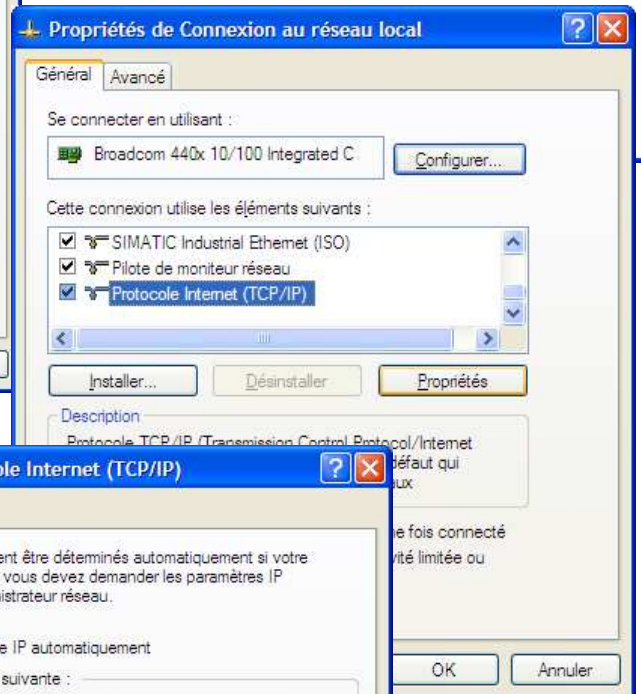 Propriétés de Connexion au réseau local
Général Avancé
Se connecter en utilisant :
Broadcom 440x 10/100 Integrated C
Configurer...
Cette connexion utilise les éléments suivants :
SIMATIC Industrial Ethernet (ISO)
Pilote de moniteur réseau
Protocole Internet (TCP/IP)
Installer... Désinstaller Propriétés
Description
Protocole TCP/IP (Transmission Control Protocol/Internet
défaut qui
aux
ne fois connecté
vité limitée ou
ole Internet (TCP/IP)
ent être déterminés automatiquement si votre
vous devez demander les paramètres IP
istrateur réseau.
e IP automatiquement
suivante :
OK Annuler